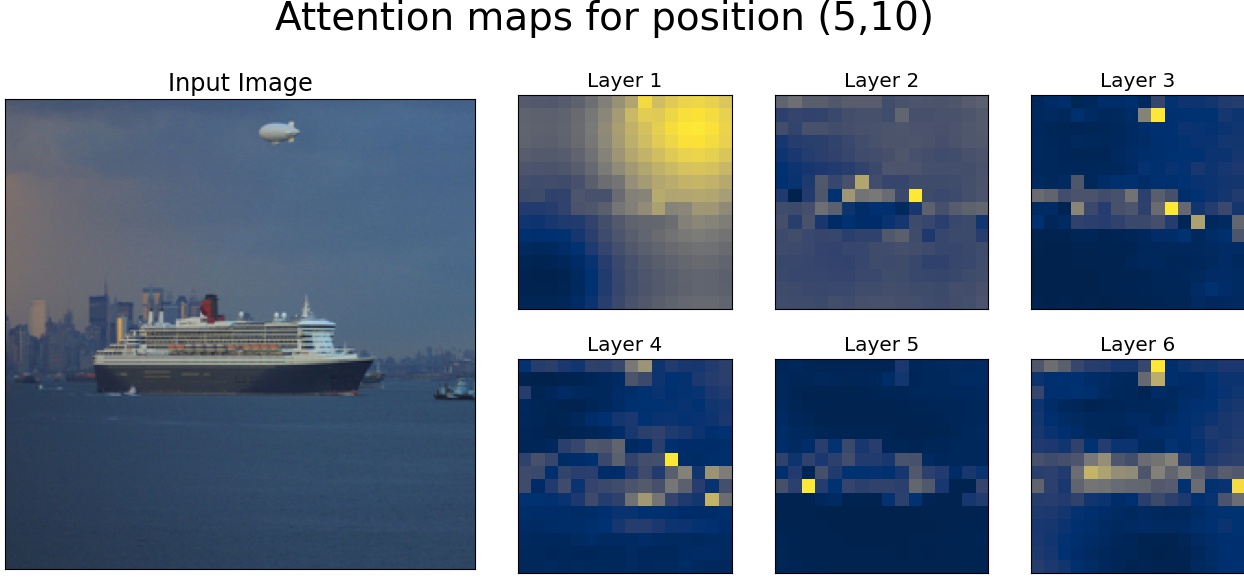 Attention maps for position (5,10)
Input Image
Layer 1
Layer 2
Layer 3
Layer 4
Layer 5
Layer 6